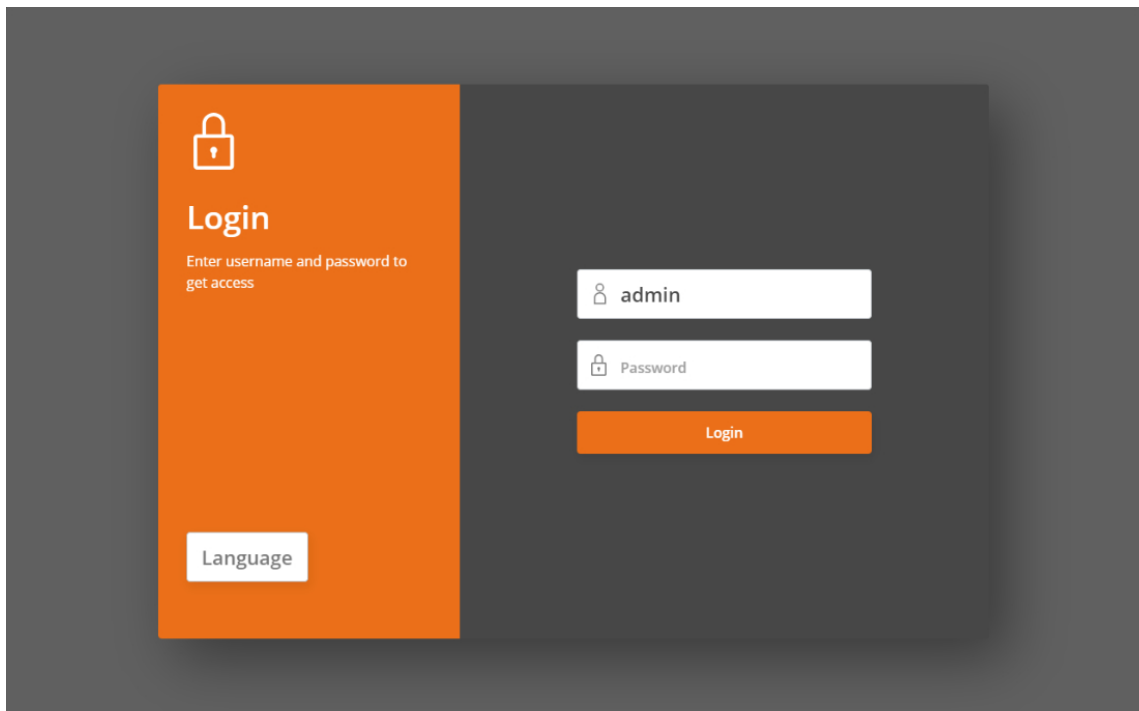 Login
Enter username and password to
get access
admin
Password
Login
Language